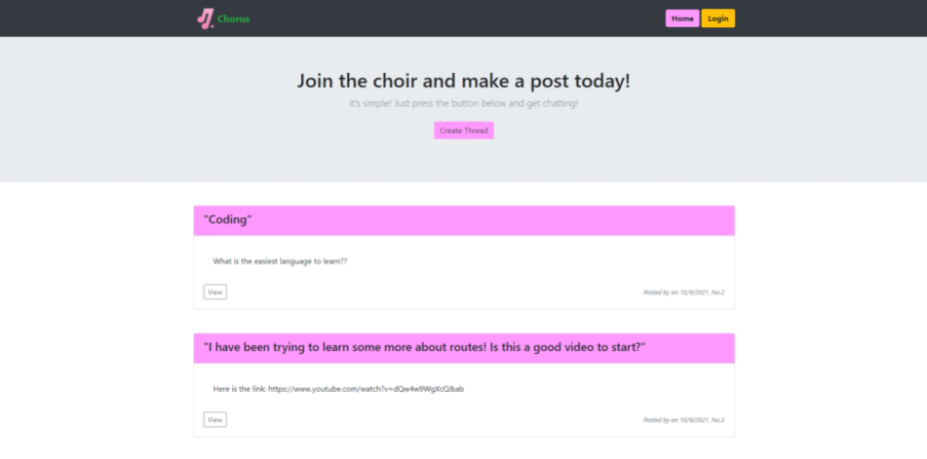 Chorus
Home
Login
Join the choir and make a post today!
It's simple! Just press the button below and get chatting!
Create Thread
"Coding"
What is the easiest language to learn??
View
Posted by on 10/9/2021, No.2
"I have been trying to learn some more about routes! Is this a good video to start?"
Here is the link: https://www.youtube.com/watch?v=dQw4w9WgXcQ&ab
View
Posted by on 10/9/2021, No.3